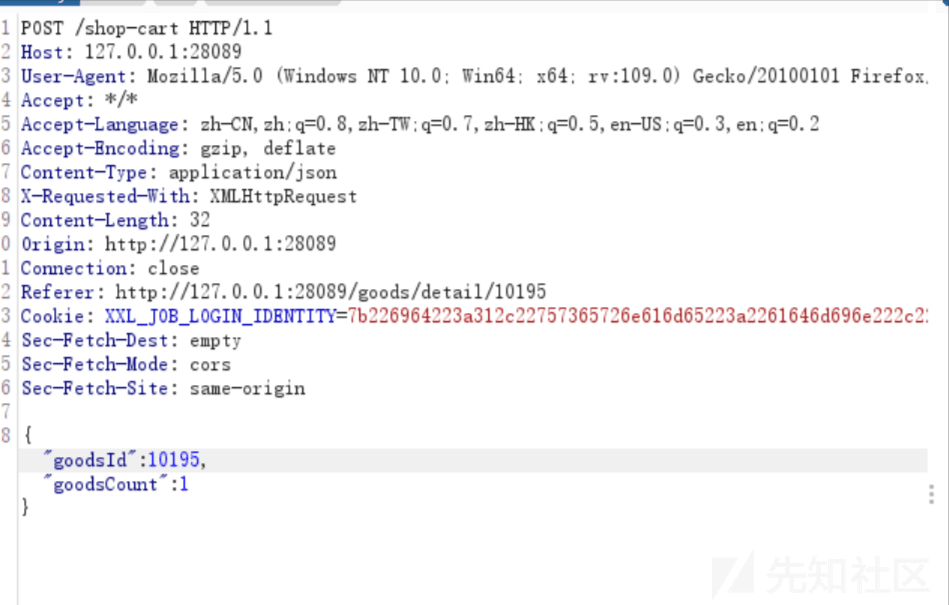 1 POST /shop-cart HTTP/1.1
2 Host: 127.0.0.1:28089
3 User-Agent: Mozilla/5.0 (Windows NT 10.0; Win64; x64; rv:109.0) Gecko/20100101 Firefox
4 Accept: */*
5 Accept-Language: zh-CN,zh;q=0.8,zh-TW;q=0.7,zh-HK;q=0.5,en-US;q=0.3,en;q=0.2
6 Accept-Encoding: gzip, deflate
7 Content-Type: application/json
8 X-Requested-With: XMLHttpRequest
9 Content-Length: 32
0 Origin: http://127.0.0.1:28089
1 Connection: close
2 Referer: http://127.0.0.1:28089/goods/detail/10195
3 Cookie: XXL_JOB_LOGIN_IDENTITY=7b226964223a312c22757365726e616d65223a2261646d696e222c2
4 Sec-Fetch-Dest: empty
5 Sec-Fetch-Mode: cors
6 Sec-Fetch-Site: same-origin
7
8 {
"goodsId":10195,
"goodsCount":1
}
先知社区